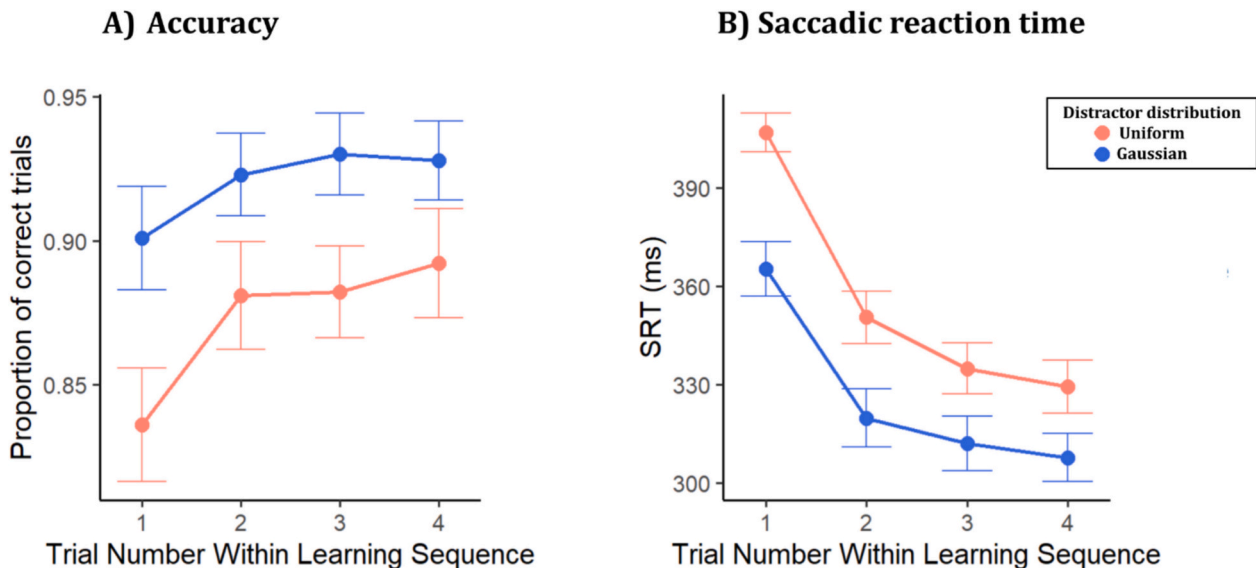 A) Accuracy
Proportion of correct trials
0.95
0.90
0.85
1 2 3 4
Trial Number Within Learning Sequence
B) Saccadic reaction time
SRT (ms)
390
360
330
300
1 2 3 4
Trial Number Within Learning Sequence
Distractor distribution
Uniform
Gaussian